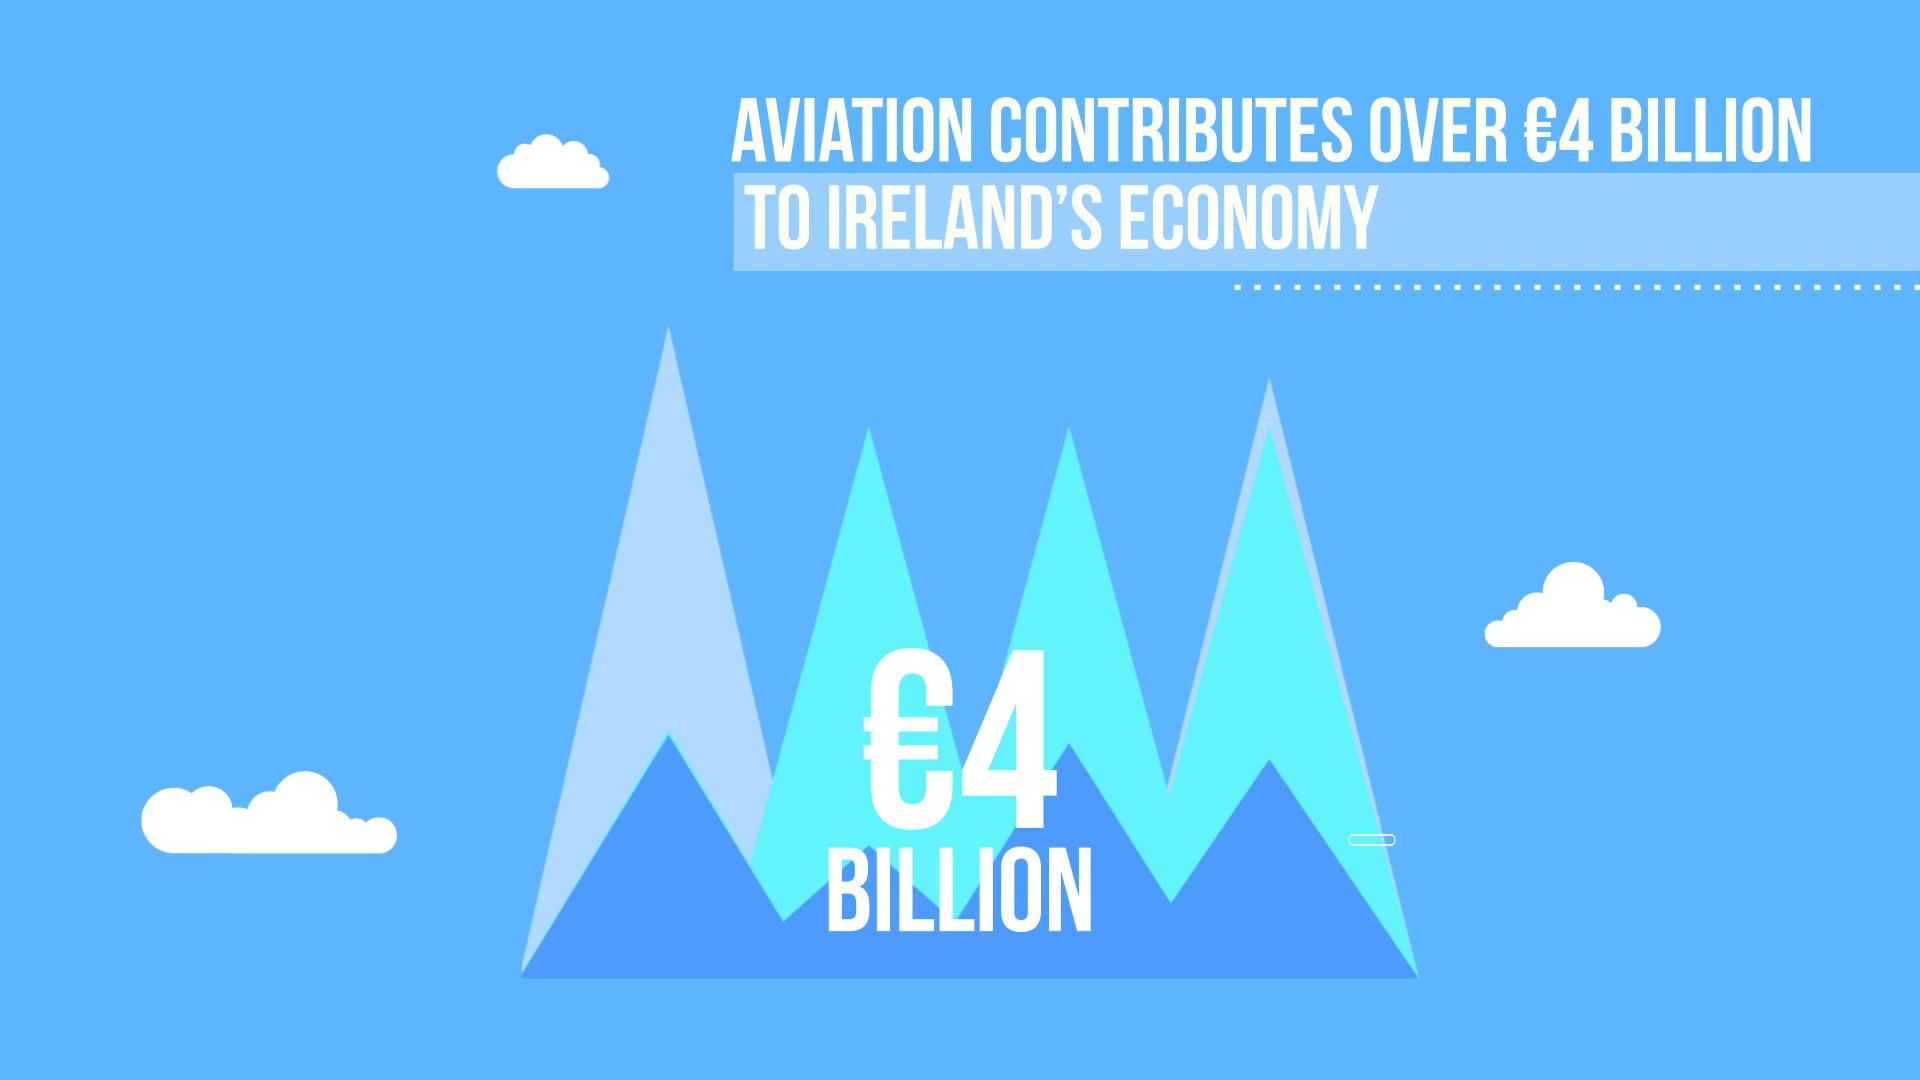 AVIATION CONTRIBUTES OVER €4 BILLION
TO IRELAND’S ECONOMY
€4
BILLION